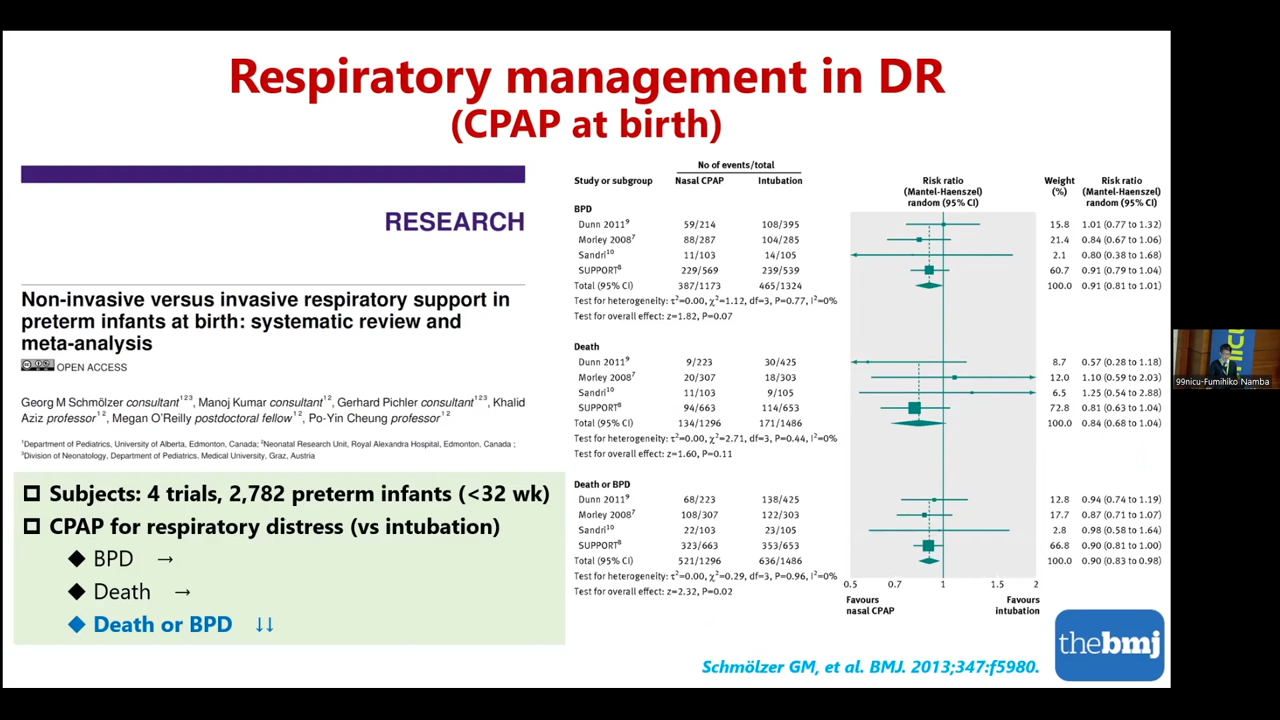 Respiratory management in DR
(CPAP at birth)
RESEARCH
Non-invasive versus invasive respiratory support in
preterm infants at birth: systematic review and
meta-analysis
OPEN ACCESS
Georg M Schmölzer consultant¹²³, Manoj Kumar consultant¹², Gerhard Pichler consultant¹²³, Khalid
Aziz professor¹², Megan O'Reilly postdoctoral fellow¹², Po-Yin Cheung professor¹²
¹Department of Pediatrics, University of Alberta, Edmonton, Canada; ²Neonatal Research Unit, Royal Alexandra Hospital, Edmonton, Canada ;
³Division of Neonatology, Department of Pediatrics, Medical University, Graz, Austria
Subjects: 4 trials, 2,782 preterm infants (<32 wk)
CPAP for respiratory distress (vs intubation)
BPD →
Death →
Death or BPD ↓↓
No of events/total
Study or subgroup Nasal CPAP Intubation Risk ratio (Mantel-Haenszel) random (95% CI) Weight (%) Risk ratio (Mantel-Haenszel) random (95% CI)
BPD
Dunn 2011⁹ 59/214 108/395 15.8 1.01 (0.77 to 1.32)
Morley 2008⁷ 88/287 104/285 21.4 0.84 (0.67 to 1.06)
Sandri¹⁰ 11/103 14/105 2.1 0.80 (0.38 to 1.68)
SUPPORT⁸ 229/569 239/539 60.7 0.91 (0.79 to 1.04)
Total (95% CI) 387/1173 465/1324 100.0 0.91 (0.81 to 1.01)
Test for heterogeneity: τ²=0.00, χ²=1.12, df=3, P=0.77, I²=0%
Test for overall effect: z=1.82, P=0.07
Death
Dunn 2011⁹ 9/223 30/425 8.7 0.57 (0.28 to 1.18)
Morley 2008⁷ 20/307 18/303 12.0 1.10 (0.59 to 2.03)
Sandri¹⁰ 11/103 9/105 6.5 1.25 (0.54 to 2.88)
SUPPORT⁸ 94/663 114/653 72.8 0.81 (0.63 to 1.04)
Total (95% CI) 134/1296 171/1486 100.0 0.84 (0.68 to 1.04)
Test for heterogeneity: τ²=0.00, χ²=2.71, df=3, P=0.44, I²=0%
Test for overall effect: z=1.60, P=0.11
Death or BPD
Dunn 2011⁹ 68/223 138/425 12.8 0.94 (0.74 to 1.19)
Morley 2008⁷ 108/307 122/303 17.7 0.87 (0.71 to 1.07)
Sandri¹⁰ 22/103 23/105 2.8 0.98 (0.58 to 1.64)
SUPPORT⁸ 323/663 353/653 66.8 0.90 (0.81 to 1.00)
Total (95% CI) 521/1296 636/1486 100.0 0.90 (0.83 to 0.98)
Test for heterogeneity: τ²=0.00, χ²=0.29, df=3, P=0.96, I²=0%
Test for overall effect: z=2.32, P=0.02
0.5 0.7 1 1.5 2
Favours nasal CPAP Favours intubation
thebmj
Schmölzer GM, et al. BMJ. 2013;347:f5980.
99nicu-Fumihiko Namba